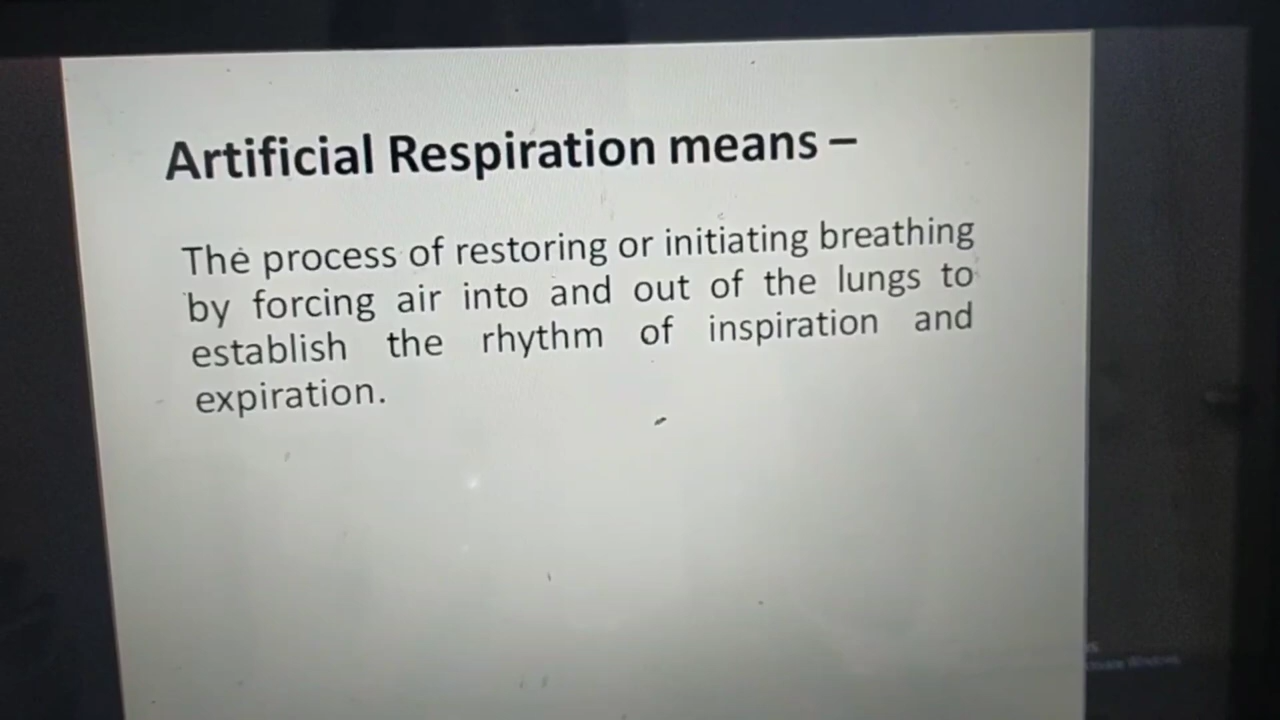 Artificial Respiration means –
The process of restoring or initiating breathing
by forcing air into and out of the lungs to
establish the rhythm of inspiration and
expiration.